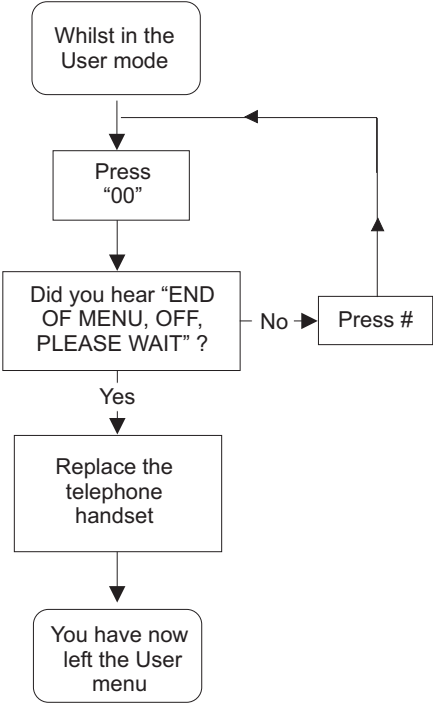 Whilst in the
User mode
Press
“00”
Did you hear “END
OF MENU, OFF,
PLEASE WAIT” ?
No
Press #
Yes
Replace the
telephone
handset
You have now
left the User
menu